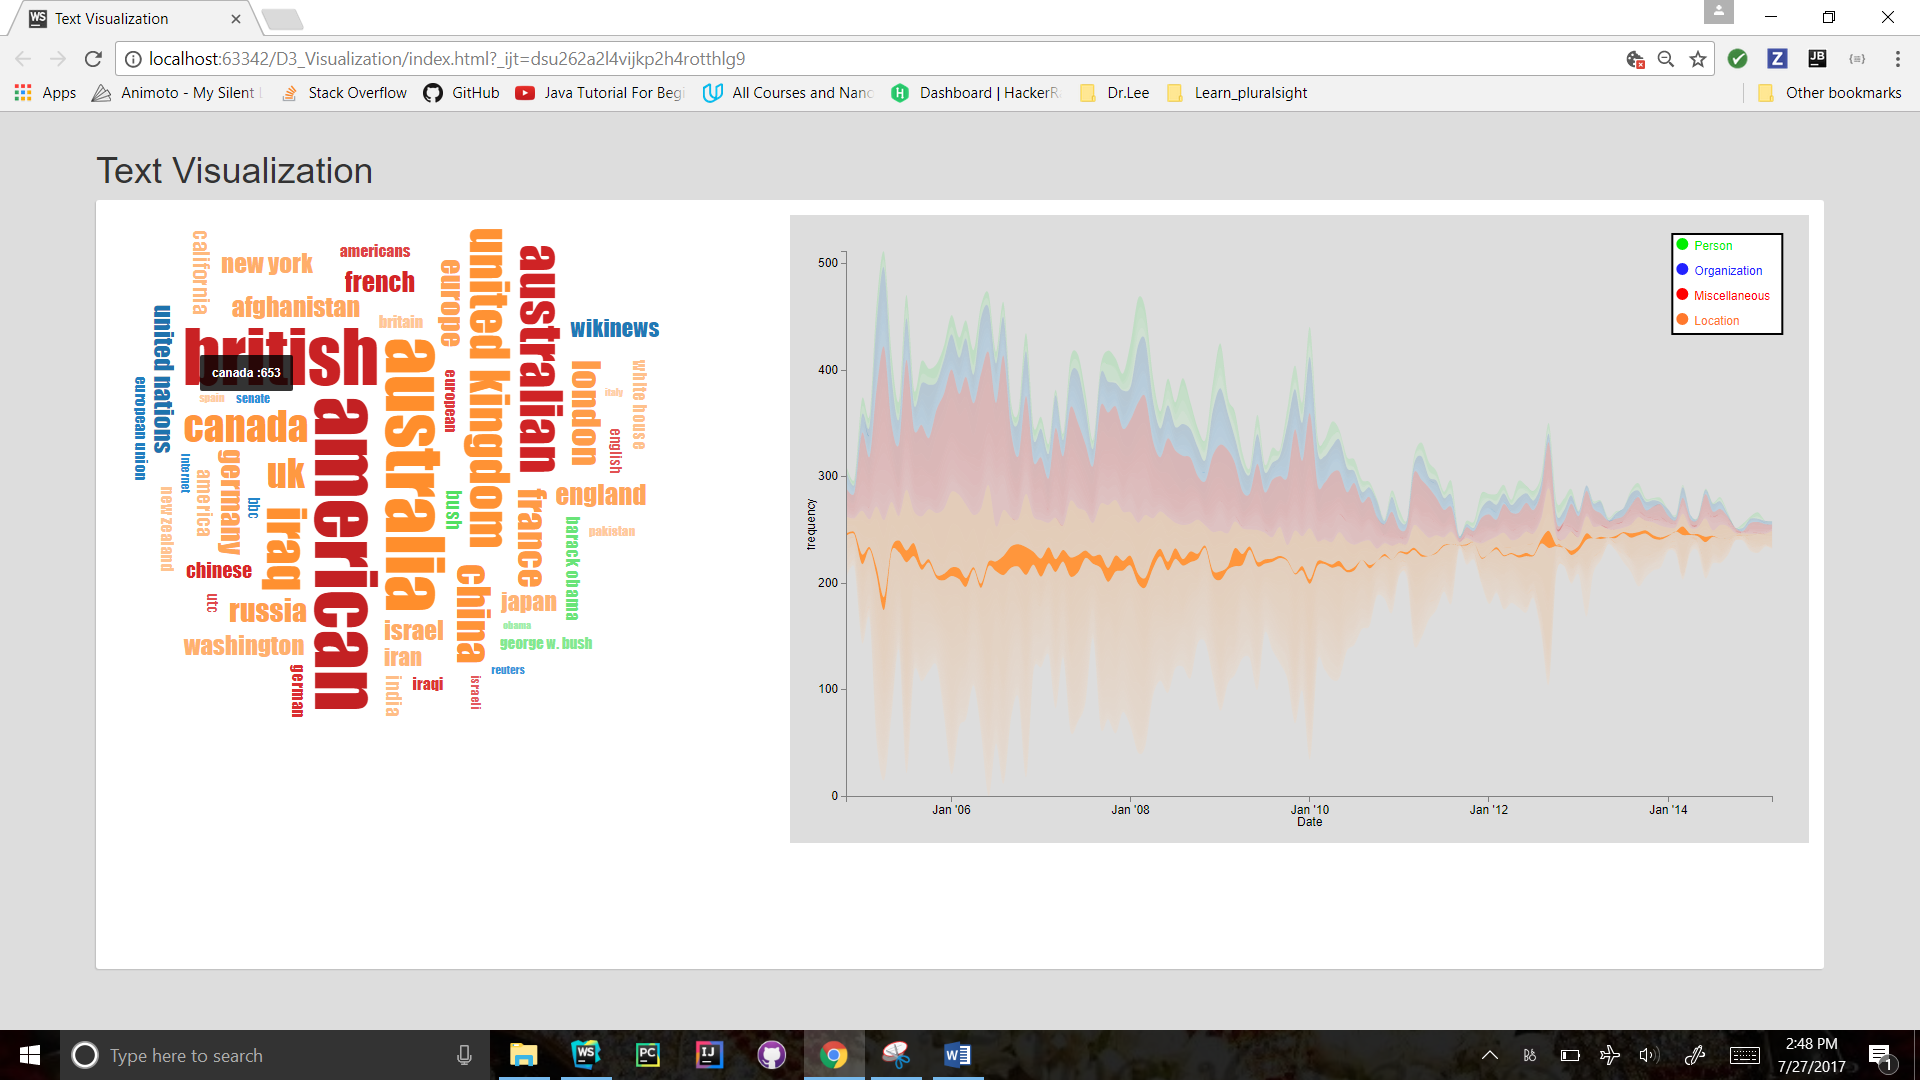 Text Visualization
localhost:63342/D3_Visualization/index.html?_ijt=dsu262a2l4vijkp2h4rotthlg9
Apps
Animoto - My Silent
Stack Overflow
GitHub
Java Tutorial For Begi
All Courses and Nano
Dashboard | HackerRa
Dr.Lee
Learn_pluralsight
Other bookmarks
Text Visualization
california
new york
americans
french
afghanistan
britain
europe
united kingdom
australian
wikinews
united nations
british
canada :653
european union
spain
senate
canada
american
australia
european
london
italy
white house
english
internet
america
germany
uk
bbc
new zealand
iraq
bush
france
england
pakistan
barack obama
chinese
utc
russia
washington
german
israel
iran
india
iraqi
china
israeli
japan
obama
george w. bush
reuters
Person
Organization
Miscellaneous
Location
500
400
300
200
100
0
frequency
Jan '06
Jan '08
Jan '10
Jan '12
Jan '14
Date
Type here to search
2:48 PM
7/27/2017
1